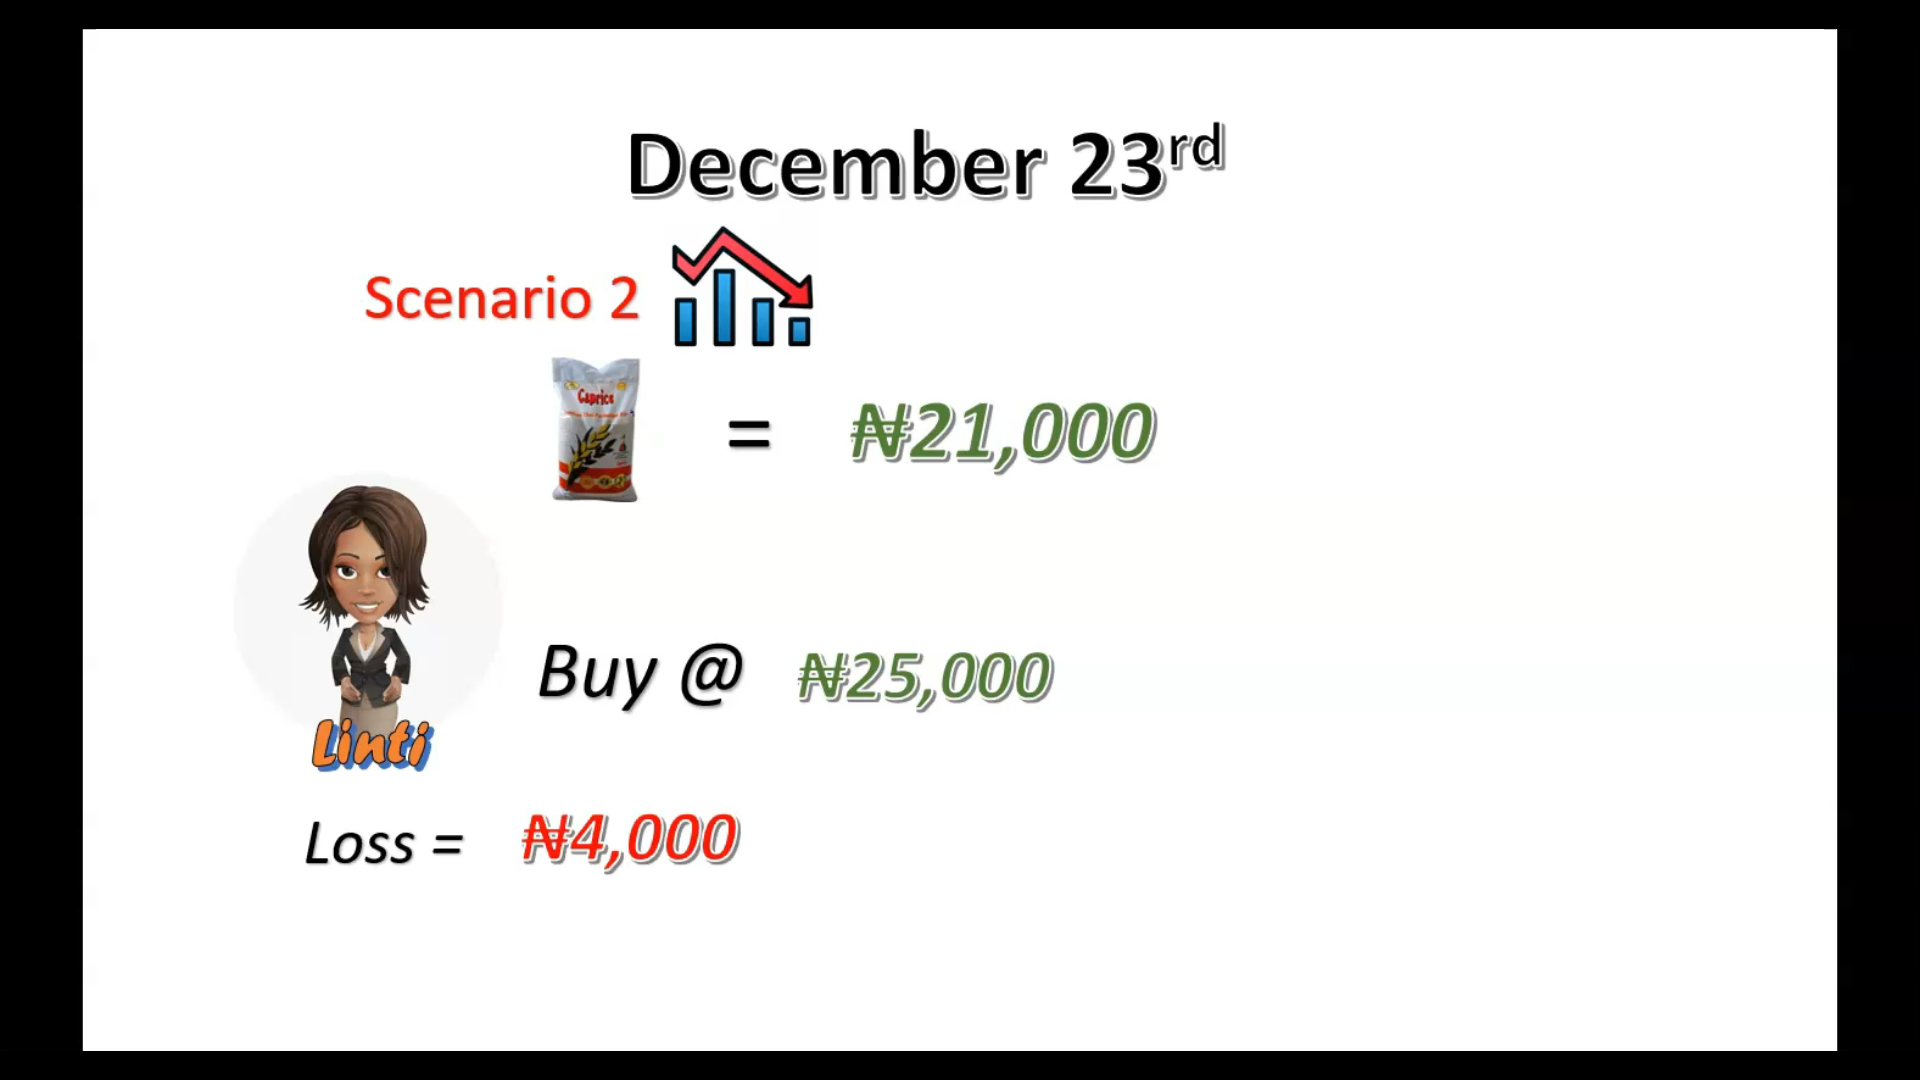 December 23rd
Scenario 2
Caprice
= ₦21,000
Buy @ ₦25,000
Linti
Loss = ₦4,000